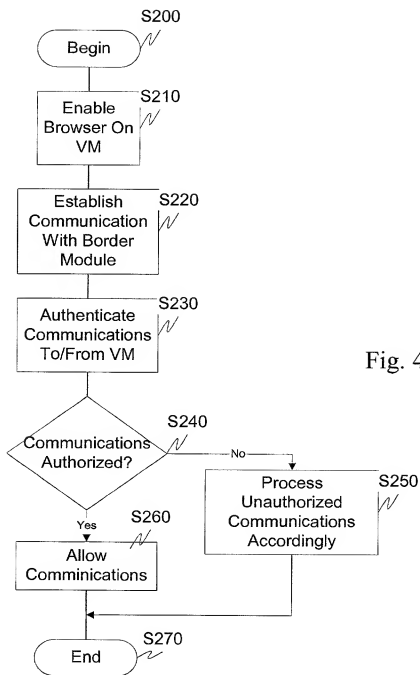 S200
Begin
S210
Enable
Browser On
VM
S220
Establish
Communication
With Border
Module
S230
Authenticate
Communications
To/From VM
Fig. 4
S240
Communications
Authorized?
No
S250
Process
Unauthorized
Communications
Accordingly
Yes
S260
Allow
Comminications
S270
End